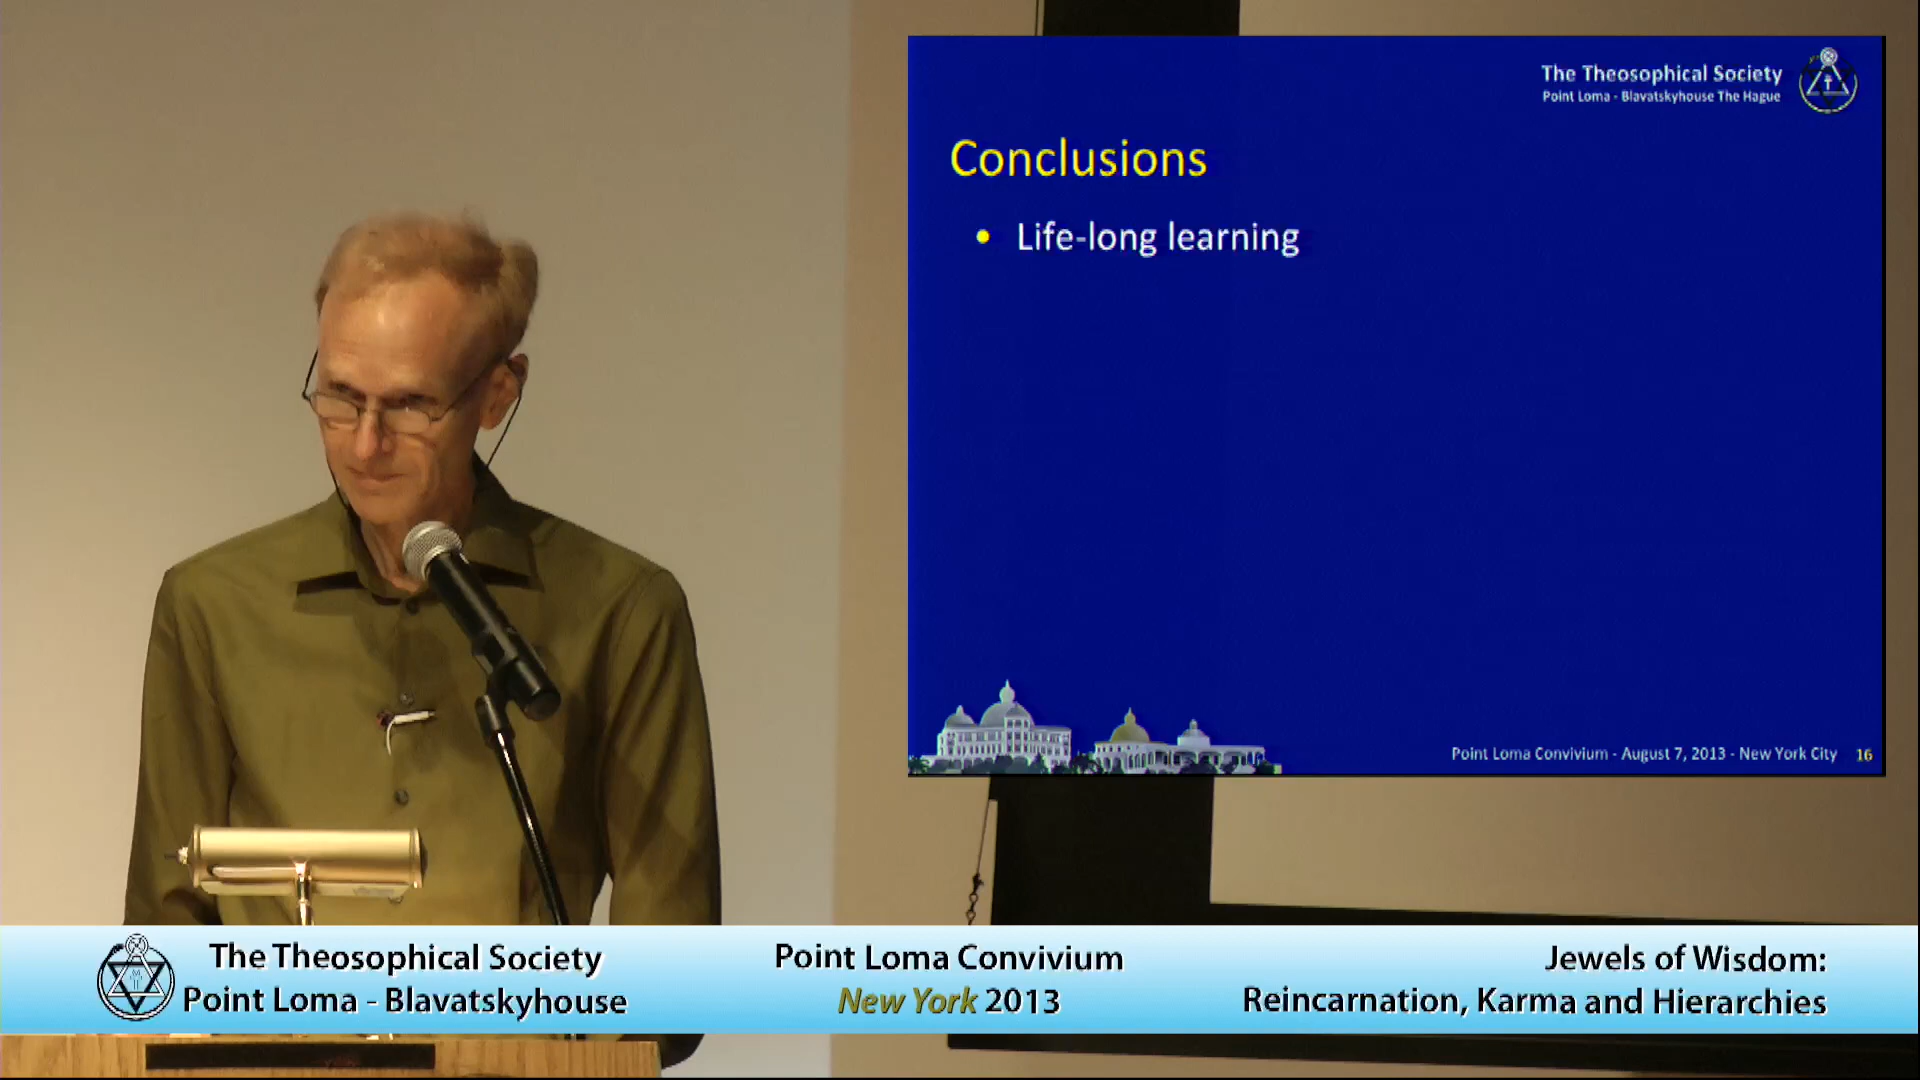 The Theosophical Society
Point Loma - Blavatskyhouse The Hague
Conclusions
• Life-long learning
Point Loma Convivium - August 7, 2013 - New York City 16
The Theosophical Society
Point Loma - Blavatskyhouse
Point Loma Convivium
New York 2013
Jewels of Wisdom:
Reincarnation, Karma and Hierarchies